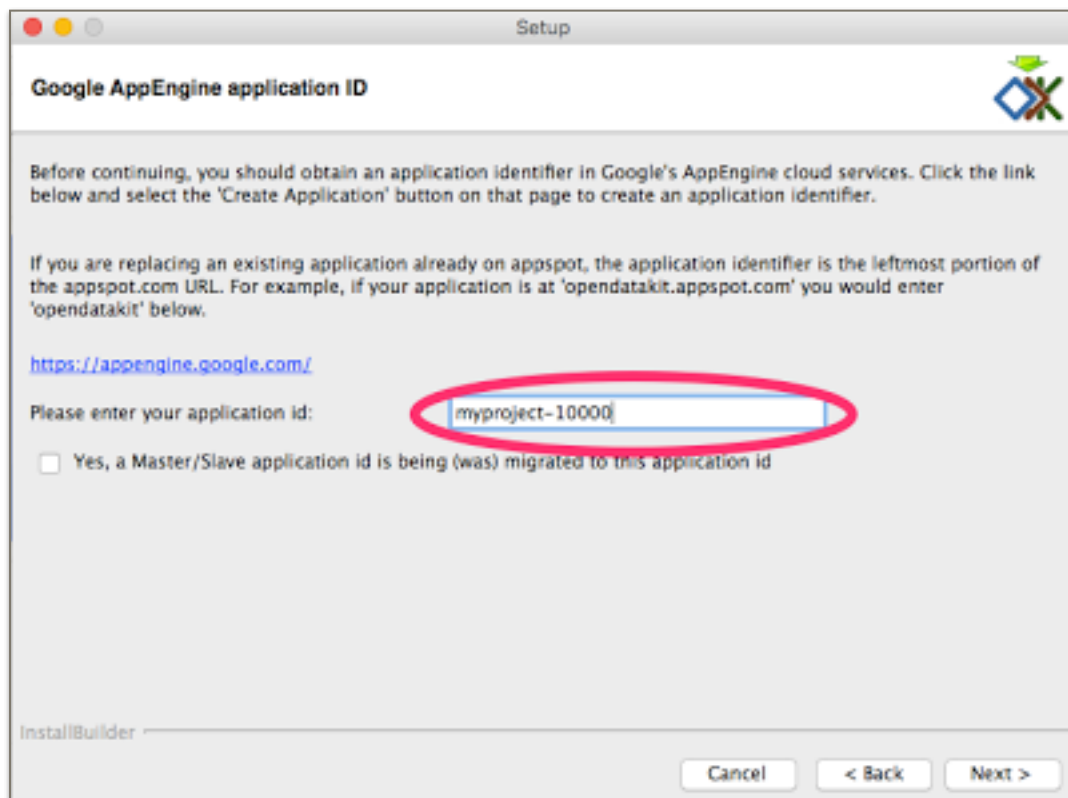 Setup
Google AppEngine application ID
Before continuing, you should obtain an application identifier in Google's AppEngine cloud services. Click the link
below and select the 'Create Application' button on that page to create an application identifier.
If you are replacing an existing application already on appspot, the application identifier is the leftmost portion of
the appspot.com URL. For example, if your application is at 'opendatakit.appspot.com' you would enter
'opendatakit' below.
https://appengine.google.com/
Please enter your application id:
myproject-10000
Yes, a Master/Slave application id is being (was) migrated to this application id
InstallBuilder
Cancel
< Back
Next >